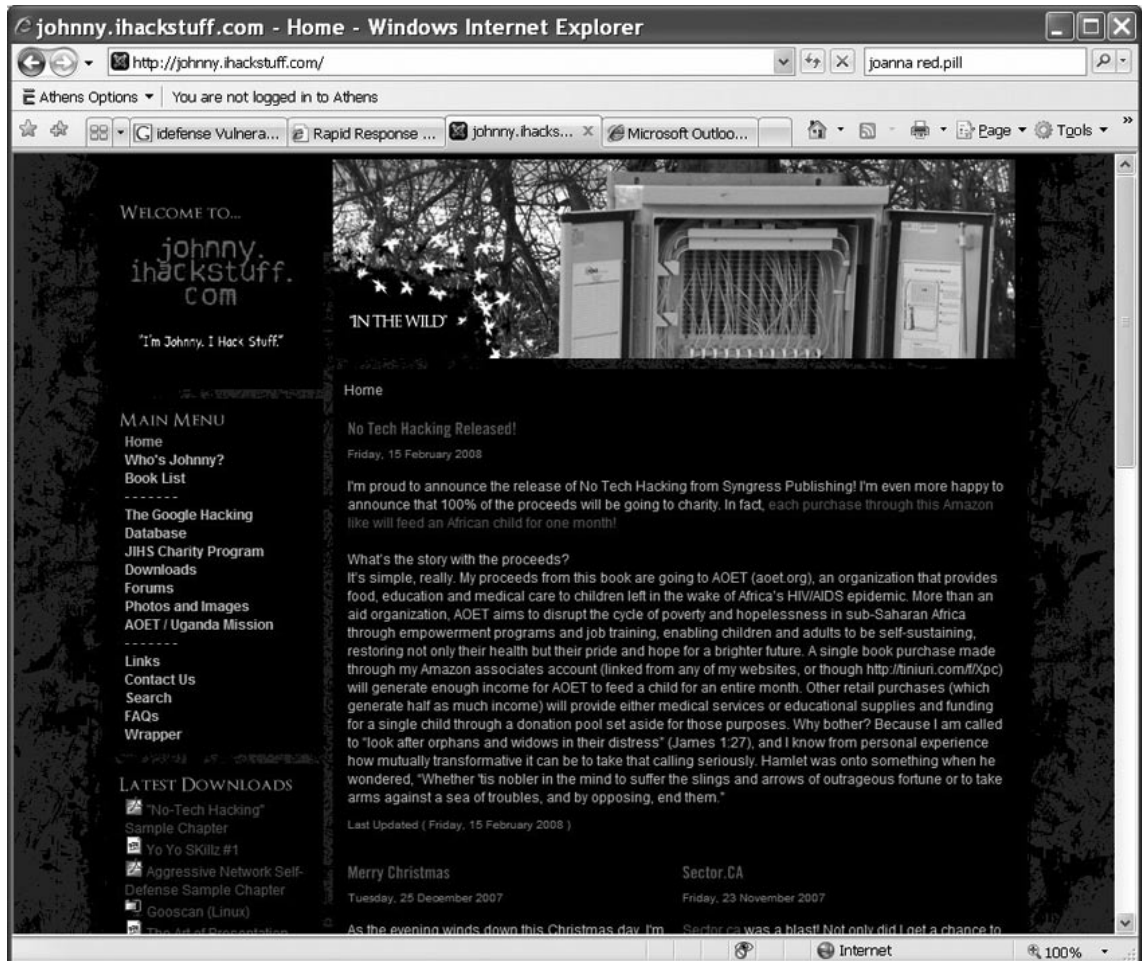 johnny.ihackstuff.com - Home - Windows Internet Explorer
http://johnny.ihackstuff.com/
joanna red.pill
Athens Options
You are not logged in to Athens
idefense Vulnera...
Rapid Response ...
johnny.ihacks...
Microsoft Outloo...
Page
Tools
WELCOME TO...
johnny.
ihackstuff.
com
"I'm Johnny. I Hack Stuff."
"IN THE WILD"
MAIN MENU
Home
Who's Johnny?
Book List
- - - - - - -
The Google Hacking
Database
JIHS Charity Program
Downloads
Forums
Photos and Images
AOET / Uganda Mission
- - - - - - -
Links
Contact Us
Search
FAQs
Wrapper
LATEST DOWNLOADS
"No-Tech Hacking"
Sample Chapter
Yo Yo SKillz #1
Aggressive Network Self-
Defense Sample Chapter
Gooscan (Linux)
The Art of Presentation
Home
No Tech Hacking Released!
Friday, 15 February 2008
I'm proud to announce the release of No Tech Hacking from Syngress Publishing! I'm even more happy to
announce that 100% of the proceeds will be going to charity. In fact, each purchase through this Amazon
like will feed an African child for one month!
What's the story with the proceeds?
It's simple, really. My proceeds from this book are going to AOET (aoet.org), an organization that provides
food, education and medical care to children left in the wake of Africa's HIV/AIDS epidemic. More than an
aid organization, AOET aims to disrupt the cycle of poverty and hopelessness in sub-Saharan Africa
through empowerment programs and job training, enabling children and adults to be self-sustaining,
restoring not only their health but their pride and hope for a brighter future. A single book purchase made
through my Amazon associates account (linked from any of my websites, or though http://tiniuri.com/f/Xpc)
will generate enough income for AOET to feed a child for an entire month. Other retail purchases (which
generate half as much income) will provide either medical services or educational supplies and funding
for a single child through a donation pool set aside for those purposes. Why bother? Because I am called
to "look after orphans and widows in their distress" (James 1:27), and I know from personal experience
how mutually transformative it can be to take that calling seriously. Hamlet was onto something when he
wondered, "Whether 'tis nobler in the mind to suffer the slings and arrows of outrageous fortune or to take
arms against a sea of troubles, and by opposing, end them."
Last Updated ( Friday, 15 February 2008 )
Merry Christmas
Tuesday, 25 December 2007
As the evening winds down this Christmas day, I'm
Sector.CA
Friday, 23 November 2007
Sector.ca was a blast! Not only did I get a chance to
Internet
100%